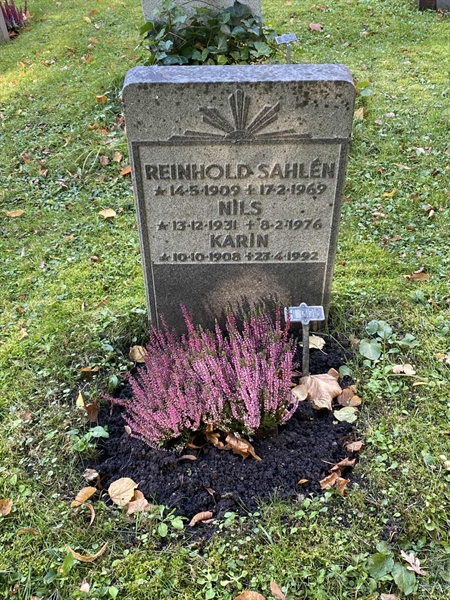 REINHOLD SAHLÉN
★ 14·5·1909 + 17·2·1969
NILS
★ 13·12·1931 + 8·2·1976
KARIN
★ 10·10·1908 + 23·4·1992